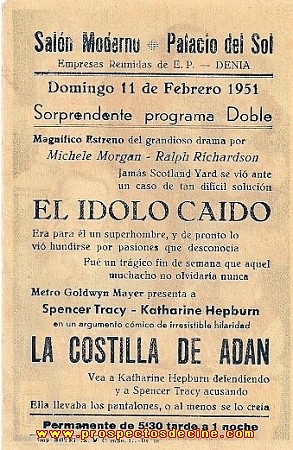 Salón Moderno - Palacio del Sol
Empresas Reunidas de E. P. — DENIA
Domingo 11 de Febrero 1951
Sorprendente programa Doble
Magnífico Estreno del grandioso drama por
Michele Morgan - Ralph Richardson
Jamás Scotland Yard se vió ante
un caso de tan difícil solución
EL IDOLO CAIDO
Era para él un superhombre, y de pronto lo
vió hundirse por pasiones que desconocia
Fué un trágico fin de semana que aquel
muchacho no olvidaría nunca
Metro Goldwyn Mayer presenta a
Spencer Tracy - Katharine Hepburn
en un argumento cómico de irresistible hilaridad
LA COSTILLA DE ADAN
Vea a Katharine Hepburn defendiendo
y a Spencer Tracy acusando
Ella llevaba los pantalones, o al menos se lo creía
Permanente de 5'30 tarde a 1 noche
www.prospectosdecine.com